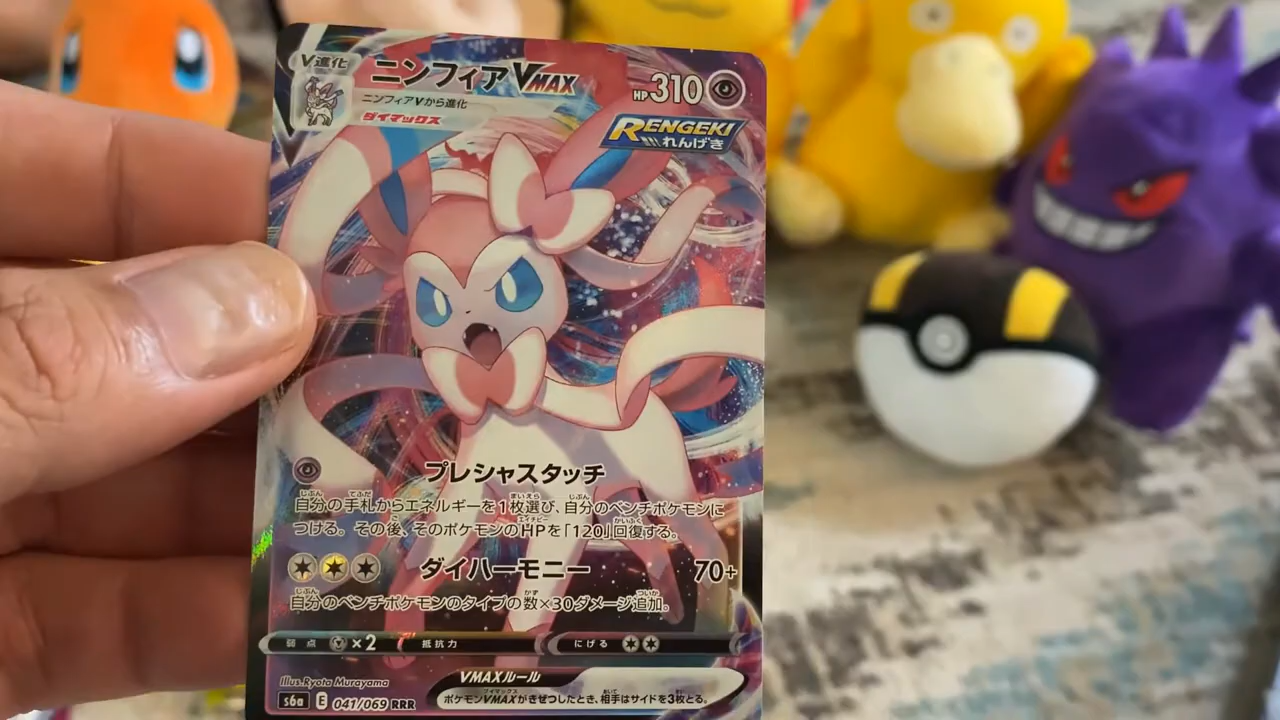 V進化
ニンフィアVMAX
HP310
ニンフィアVから進化
ダイマックス
RENGEKI
れんげき
プレシャスタッチ
自分の手札からエネルギーを1枚選び、自分のベンチポケモンに
つける。その後、そのポケモンのHPを「120」回復する。
ダイハーモニー 70+
自分のベンチポケモンのタイプの数×30ダメージ追加。
弱点 ×2 抵抗力 にげる
VMAXルール
ポケモンVMAXがきぜつしたとき、相手はサイドを3枚とる。
Illus.Ryota Murayama
s6a E 041/069 RRR